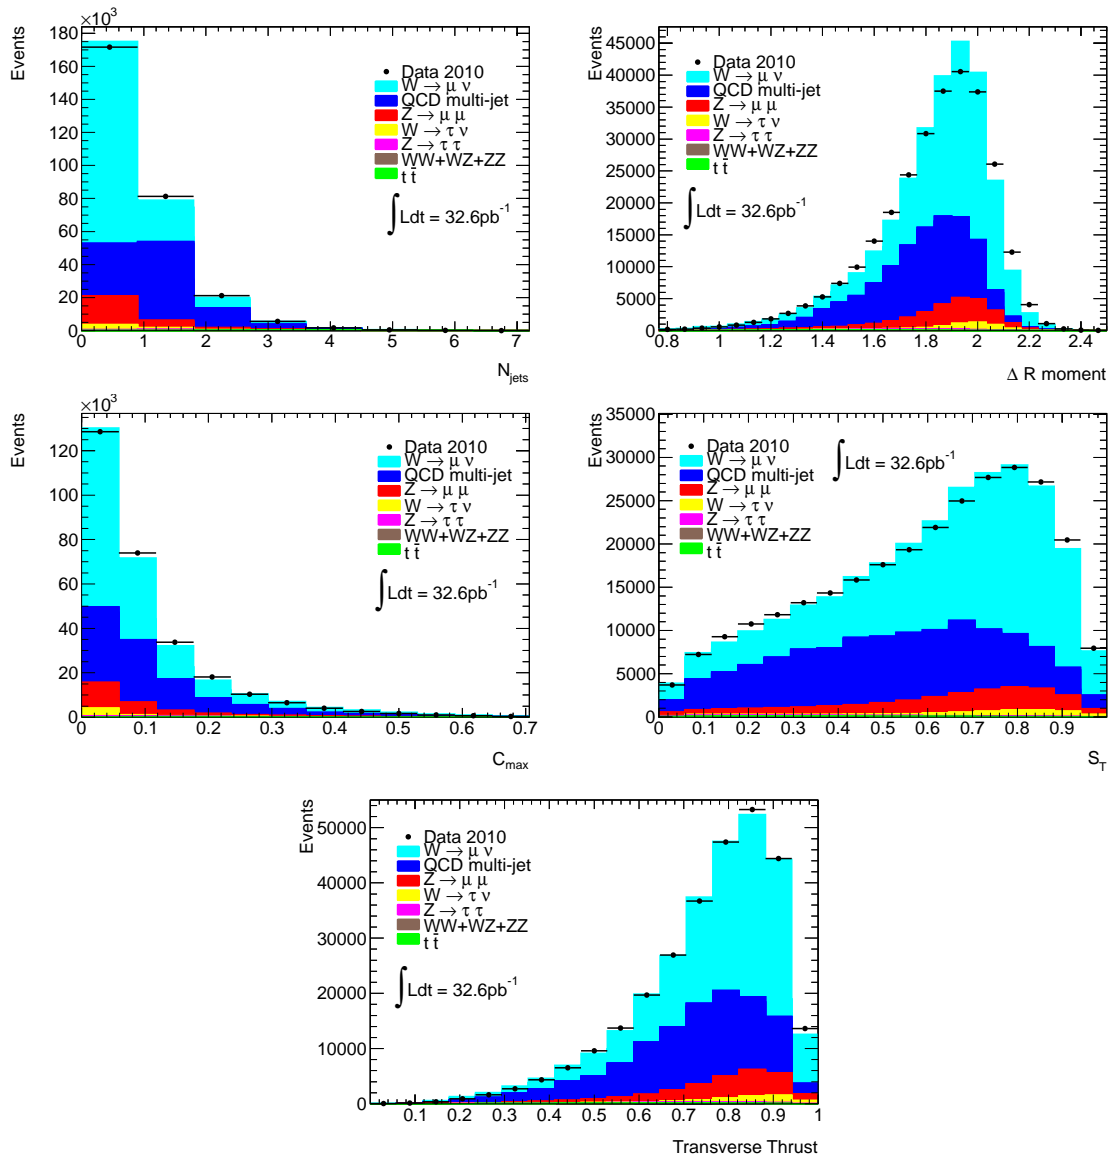 ×10³
Events
180
160
140
120
100
80
60
40
20
0
Data 2010
W → μ ν
QCD multi-jet
Z → μ μ
W → τ ν
Z → τ τ
WW+WZ+ZZ
t t̄
∫ Ldt = 32.6pb⁻¹
0 1 2 3 4 5 6 7
N_jets
Events
45000
40000
35000
30000
25000
20000
15000
10000
5000
0
Data 2010
W → μ ν
QCD multi-jet
Z → μ μ
W → τ ν
Z → τ τ
WW+WZ+ZZ
t t̄
∫ Ldt = 32.6pb⁻¹
0.8 1 1.2 1.4 1.6 1.8 2 2.2 2.4
Δ R moment
×10³
Events
120
100
80
60
40
20
0
Data 2010
W → μ ν
QCD multi-jet
Z → μ μ
W → τ ν
Z → τ τ
WW+WZ+ZZ
t t̄
∫ Ldt = 32.6pb⁻¹
0 0.1 0.2 0.3 0.4 0.5 0.6 0.7
C_max
Events
35000
30000
25000
20000
15000
10000
5000
0
Data 2010
W → μ ν
QCD multi-jet
Z → μ μ
W → τ ν
Z → τ τ
WW+WZ+ZZ
t t̄
∫ Ldt = 32.6pb⁻¹
0 0.1 0.2 0.3 0.4 0.5 0.6 0.7 0.8 0.9
S_T
Events
50000
40000
30000
20000
10000
0
Data 2010
W → μ ν
QCD multi-jet
Z → μ μ
W → τ ν
Z → τ τ
WW+WZ+ZZ
t t̄
∫ Ldt = 32.6pb⁻¹
0.1 0.2 0.3 0.4 0.5 0.6 0.7 0.8 0.9 1
Transverse Thrust